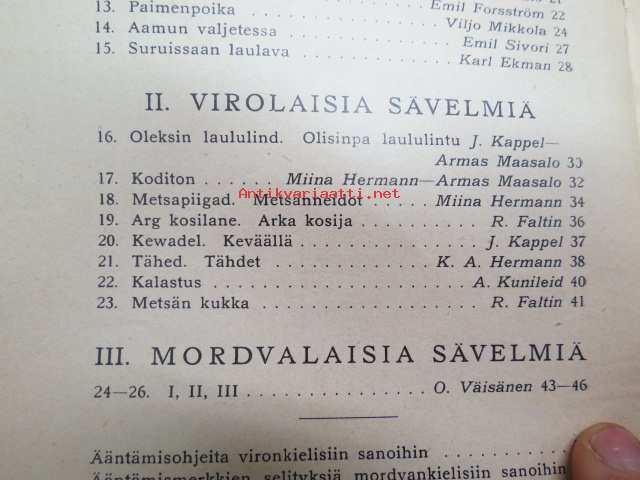 13. Paimenpoika . . . . . . . . . . Emil Forsström 22
14. Aamun valjetessa . . . . . . . . Viljo Mikkola 24
15. Suruissaan laulava . . . . . . . . Emil Sivori 27
Karl Ekman 28
II. VIROLAISIA SÄVELMIÄ
16. Oleksin laululind. Olisinpa laululintu J. Kappel—
Armas Maasalo 30
17. Koditon . . . . . . Miina Hermann—Armas Maasalo 32
18. Metsapiigad. Metsänneidot . . . . . Miina Hermann 34
Antikvariaatti.net
19. Arg kosilane. Arka kosija . . . . . . . . R. Faltin 36
20. Kewadel. Keväällä . . . . . . . . . . . J. Kappel 37
21. Tähed. Tähdet . . . . . . . . . . K. A. Hermann 38
22. Kalastus . . . . . . . . . . . . . . . A. Kunileid 40
23. Metsän kukka . . . . . . . . . . . . . R. Faltin 41
III. MORDVALAISIA SÄVELMIÄ
24—26. I, II, III . . . . . . . . . . . . . O. Väisänen 43—46
Ääntämisohjeita vironkielisiin sanoihin . . . . . . . . .
Ääntämismerkkien selityksiä mordvankielisiin sanoihin